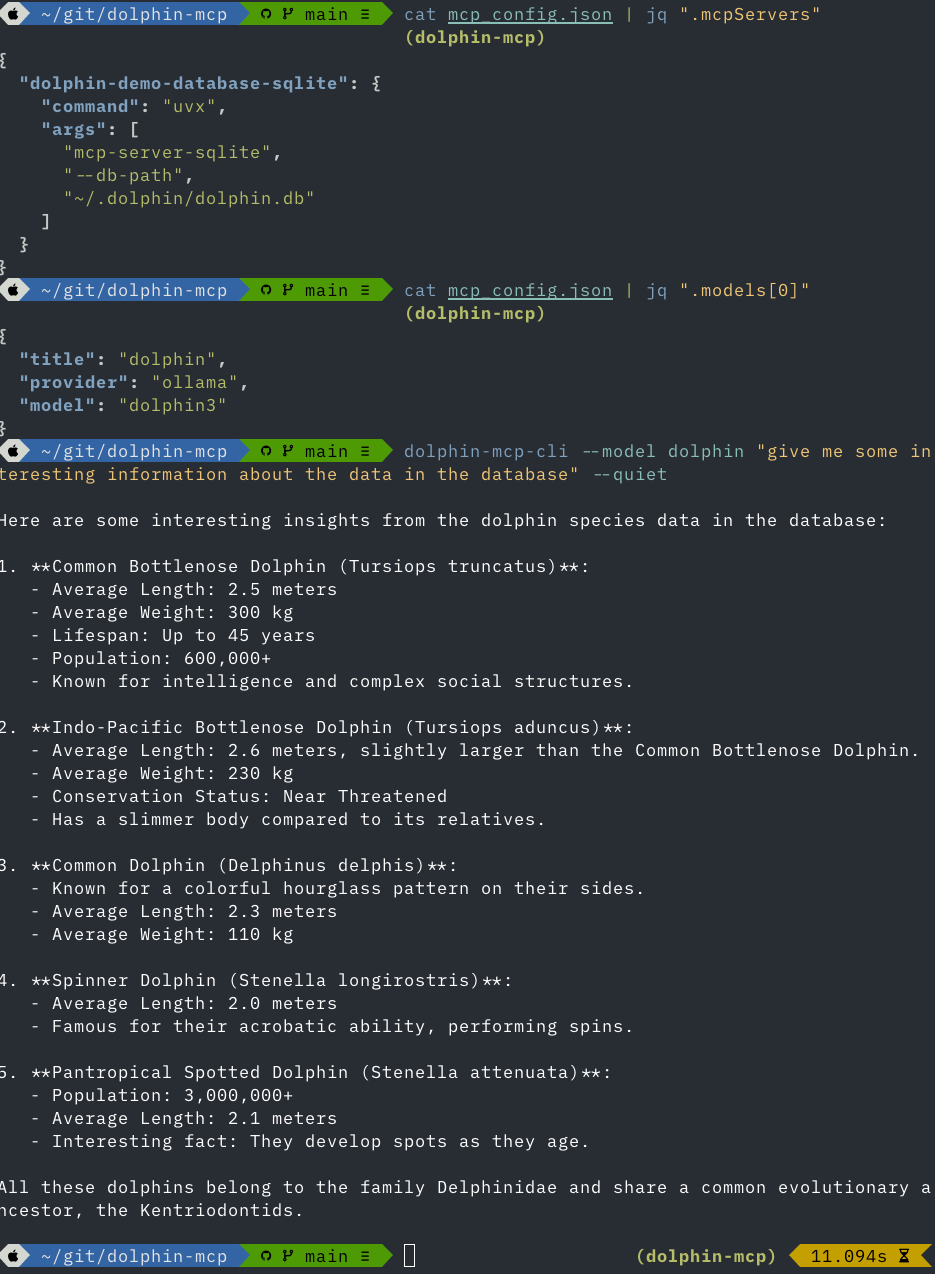 ~/git/dolphin-mcp main ≡ cat mcp_config.json | jq ".mcpServers"
(dolphin-mcp)
{
  "dolphin-demo-database-sqlite": {
    "command": "uvx",
    "args": [
      "mcp-server-sqlite",
      "--db-path",
      "~/.dolphin/dolphin.db"
    ]
  }
}
~/git/dolphin-mcp main ≡ cat mcp_config.json | jq ".models[0]"
(dolphin-mcp)
{
  "title": "dolphin",
  "provider": "ollama",
  "model": "dolphin3"
}
~/git/dolphin-mcp main ≡ dolphin-mcp-cli --model dolphin "give me some in
teresting information about the data in the database" --quiet
Here are some interesting insights from the dolphin species data in the database:
1. **Common Bottlenose Dolphin (Tursiops truncatus)**:
   - Average Length: 2.5 meters
   - Average Weight: 300 kg
   - Lifespan: Up to 45 years
   - Population: 600,000+
   - Known for intelligence and complex social structures.
2. **Indo-Pacific Bottlenose Dolphin (Tursiops aduncus)**:
   - Average Length: 2.6 meters, slightly larger than the Common Bottlenose Dolphin.
   - Average Weight: 230 kg
   - Conservation Status: Near Threatened
   - Has a slimmer body compared to its relatives.
3. **Common Dolphin (Delphinus delphis)**:
   - Known for a colorful hourglass pattern on their sides.
   - Average Length: 2.3 meters
   - Average Weight: 110 kg
4. **Spinner Dolphin (Stenella longirostris)**:
   - Average Length: 2.0 meters
   - Famous for their acrobatic ability, performing spins.
5. **Pantropical Spotted Dolphin (Stenella attenuata)**:
   - Population: 3,000,000+
   - Average Length: 2.1 meters
   - Interesting fact: They develop spots as they age.
All these dolphins belong to the family Delphinidae and share a common evolutionary a
ncestor, the Kentriodontids.
~/git/dolphin-mcp main ≡ (dolphin-mcp) 11.094s